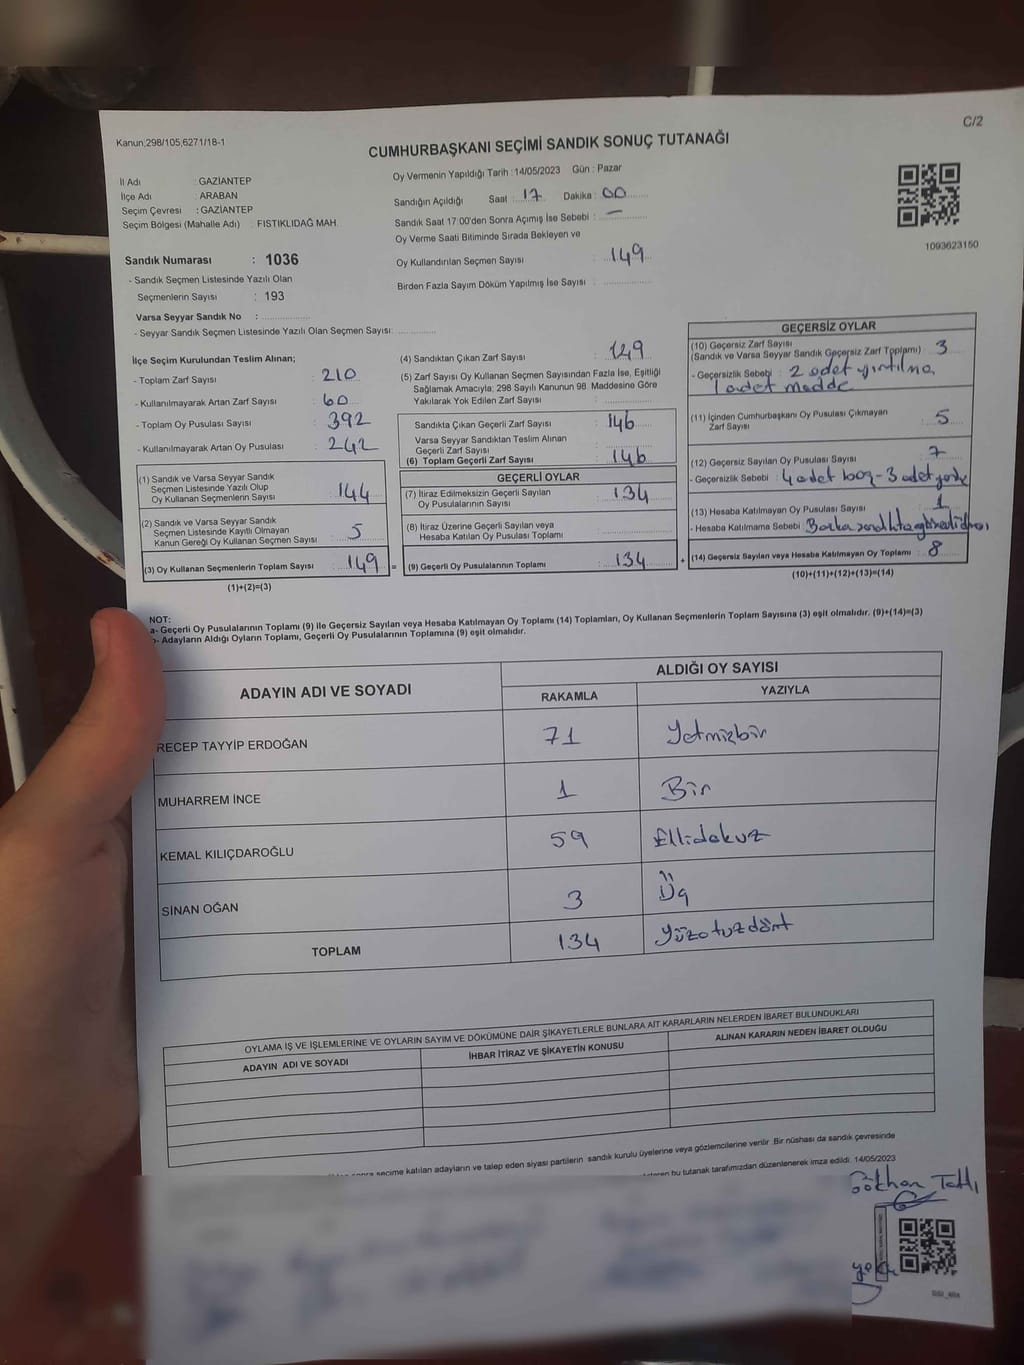 C/2
Kanun;298/105,6271/18-1
CUMHURBAŞKANI SEÇİMİ SANDIK SONUÇ TUTANAĞI
İl Adı : GAZİANTEP
İlçe Adı : ARABAN
Seçim Çevresi : GAZİANTEP
Seçim Bölgesi (Mahalle Adı) : FISTIKLIDAĞ MAH.
Oy Vermenin Yapıldığı Tarih :14/05/2023 Gün : Pazar
Sandığın Açıldığı Saat : 17 Dakika : 00
Sandık Saat 17:00'den Sonra Açımış İse Sebebi : —
Oy Verme Saati Bitiminde Sırada Bekleyen ve
Oy Kullandırılan Seçmen Sayısı : 149
Birden Fazla Sayım Döküm Yapılmış İse Sayısı :
1093623150
Sandık Numarası : 1036
- Sandık Seçmen Listesinde Yazılı Olan
Seçmenlerin Sayısı : 193
Varsa Seyyar Sandık No :
- Seyyar Sandık Seçmen Listesinde Yazılı Olan Seçmen Sayısı:
İlçe Seçim Kurulundan Teslim Alınan;
- Toplam Zarf Sayısı : 210
- Kullanılmayarak Artan Zarf Sayısı : 60
- Toplam Oy Pusulası Sayısı : 392
- Kullanılmayarak Artan Oy Pusulası : 242
(1) Sandık ve Varsa Seyyar Sandık
Seçmen Listesinde Yazılı Olup
Oy Kullanan Seçmenlerin Sayısı : 144
(2) Sandık ve Varsa Seyyar Sandık
Seçmen Listesinde Kayıtlı Olmayan
Kanun Gereği Oy Kullanan Seçmen Sayısı : 5
(3) Oy Kullanan Seçmenlerin Toplam Sayısı : 149
(1)+(2)=(3)
(4) Sandıktan Çıkan Zarf Sayısı : 149
(5) Zarf Sayısı Oy Kullanan Seçmen Sayısından Fazla İse, Eşitliği
Sağlamak Amacıyla; 298 Sayılı Kanunun 98. Maddesine Göre
Yakılarak Yok Edilen Zarf Sayısı :
Sandıkta Çıkan Geçerli Zarf Sayısı : 146
Varsa Seyyar Sandıktan Teslim Alınan
Geçerli Zarf Sayısı :
(6) Toplam Geçerli Zarf Sayısı : 146
GEÇERLİ OYLAR
(7) İtiraz Edilmeksizin Geçerli Sayılan
Oy Pusulalarının Sayısı : 134
(8) İtiraz Üzerine Geçerli Sayılan veya
Hesaba Katılan Oy Pusulası Toplamı :
= (9) Geçerli Oy Pusulalarının Toplamı : 134 +
GEÇERSİZ OYLAR
(10) Geçersiz Zarf Sayısı : 3
(Sandık ve Varsa Seyyar Sandık Geçersiz Zarf Toplamı)
- Geçersizlik Sebebi : 2 adet yırtılma,
1 adet madde
(11) İçinden Cumhurbaşkanı Oy Pusulası Çıkmayan
Zarf Sayısı : 5
(12) Geçersiz Sayılan Oy Pusulası Sayısı : 7
- Geçersizlik Sebebi : 4 adet boş - 3 adet
(13) Hesaba Katılmayan Oy Pusulası Sayısı : 1
- Hesaba Katılmama Sebebi : Başka
(14) Geçersiz Sayılan veya Hesaba Katılmayan Oy Toplamı : 8
(10)+(11)+(12)+(13)=(14)
NOT:
a- Geçerli Oy Pusulalarının Toplamı (9) ile Geçersiz Sayılan veya Hesaba Katılmayan Oy Toplamı (14) Toplamları, Oy Kullanan Seçmenlerin Toplam Sayısına (3) eşit olmalıdır. (9)+(14)=(3)
b- Adayların Aldığı Oyların Toplamı, Geçerli Oy Pusulalarının Toplamına (9) eşit olmalıdır.
ADAYIN ADI VE SOYADI
ALDIĞI OY SAYISI
RAKAMLA YAZIYLA
RECEP TAYYİP ERDOĞAN 71 Yetmişbir
MUHARREM İNCE 1 Bir
KEMAL KILIÇDAROĞLU 59 Ellidokuz
SİNAN OĞAN 3 Üç
TOPLAM 134 Yüzotuzdört
OYLAMA İŞ VE İŞLEMLERİNE VE OYLARIN SAYIM VE DÖKÜMÜNE DAİR ŞİKAYETLERLE BUNLARA AİT KARARLARIN NELERDEN İBARET BULUNDUKLARI
ADAYIN ADI VE SOYADI İHBAR İTİRAZ VE ŞİKAYETİN KONUSU ALINAN KARARIN NEDEN İBARET OLDUĞU
sonra seçime katılan adayların ve talep eden siyasi partilerin sandık kurulu üyelerine veya gözlemcilerine verilir. Bir nüshası da sandık çevresinde
bu tutanak tarafımızdan düzenlenerek imza edildi. 14/05/2023
Gökhan Tatlı